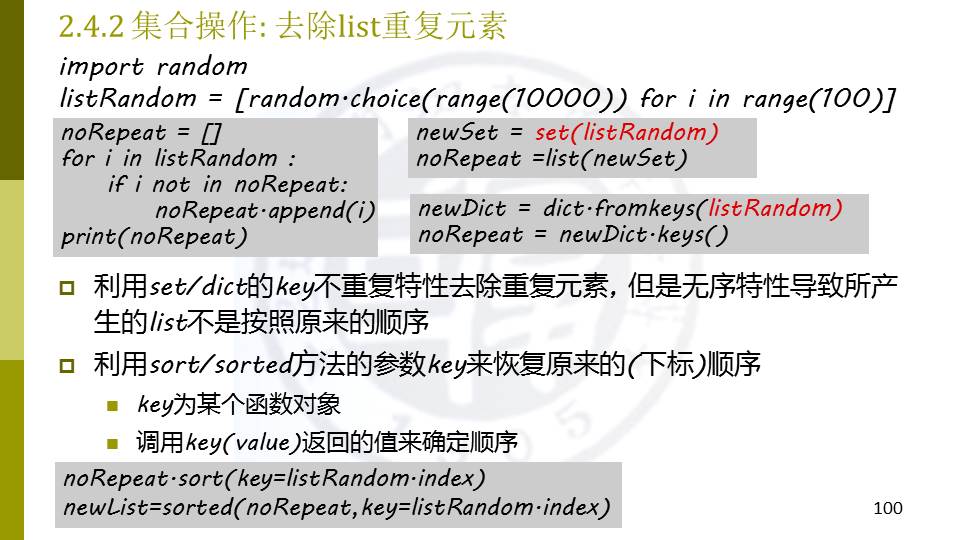 2.4.2 集合操作: 去除list重复元素
import random
listRandom = [random.choice(range(10000)) for i in range(100)]
noRepeat = []
for i in listRandom :
    if i not in noRepeat:
        noRepeat.append(i)
print(noRepeat)
newSet = set(listRandom)
noRepeat =list(newSet)
newDict = dict.fromkeys(listRandom)
noRepeat = newDict.keys()
利用set/dict的key不重复特性去除重复元素, 但是无序特性导致所产
生的list不是按照原来的顺序
利用sort/sorted方法的参数key来恢复原来的(下标)顺序
key为某个函数对象
调用key(value)返回的值来确定顺序
noRepeat.sort(key=listRandom.index)
newList=sorted(noRepeat,key=listRandom.index)
100